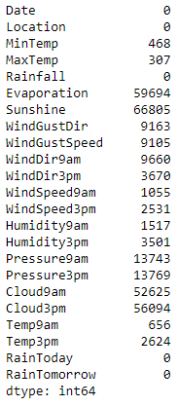 Date 0
Location 0
MinTemp 468
MaxTemp 307
Rainfall 0
Evaporation 59694
Sunshine 66805
WindGustDir 9163
WindGustSpeed 9105
WindDir9am 9660
WindDir3pm 3670
WindSpeed9am 1055
WindSpeed3pm 2531
Humidity9am 1517
Humidity3pm 3501
Pressure9am 13743
Pressure3pm 13769
Cloud9am 52625
Cloud3pm 56094
Temp9am 656
Temp3pm 2624
RainToday 0
RainTomorrow 0
dtype: int64